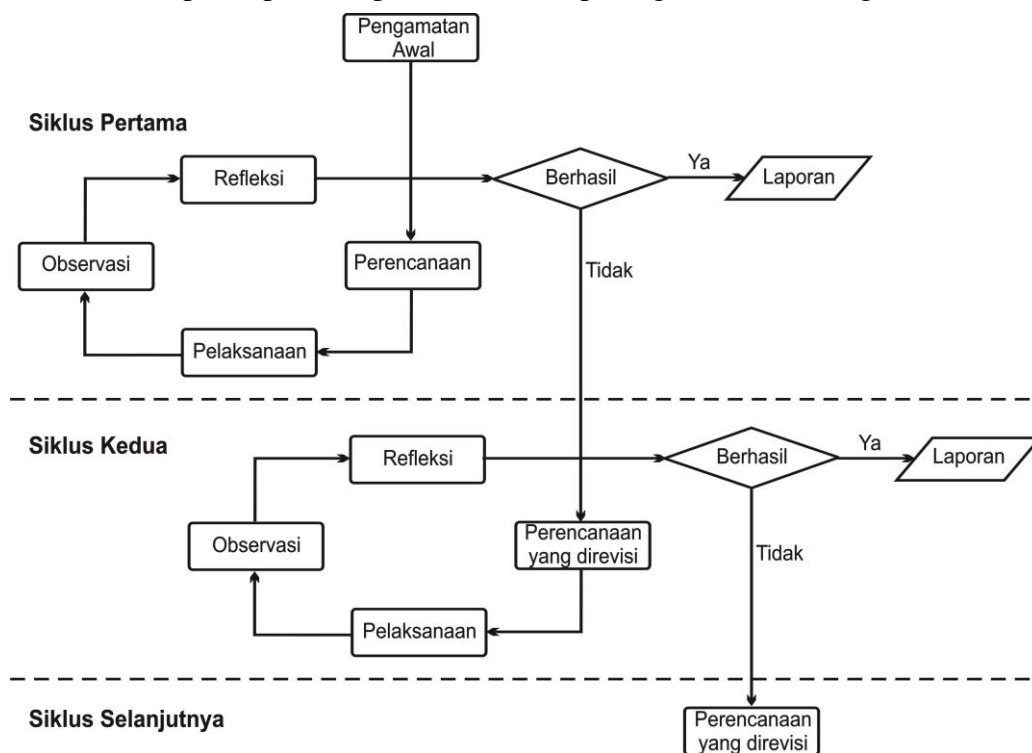 Pengamatan
Awal
Siklus Pertama
Refleksi
Berhasil
Ya
Laporan
Observasi
Perencanaan
Tidak
Pelaksanaan
Siklus Kedua
Refleksi
Berhasil
Ya
Laporan
Observasi
Perencanaan
yang direvisi
Tidak
Pelaksanaan
Siklus Selanjutnya
Perencanaan
yang direvisi